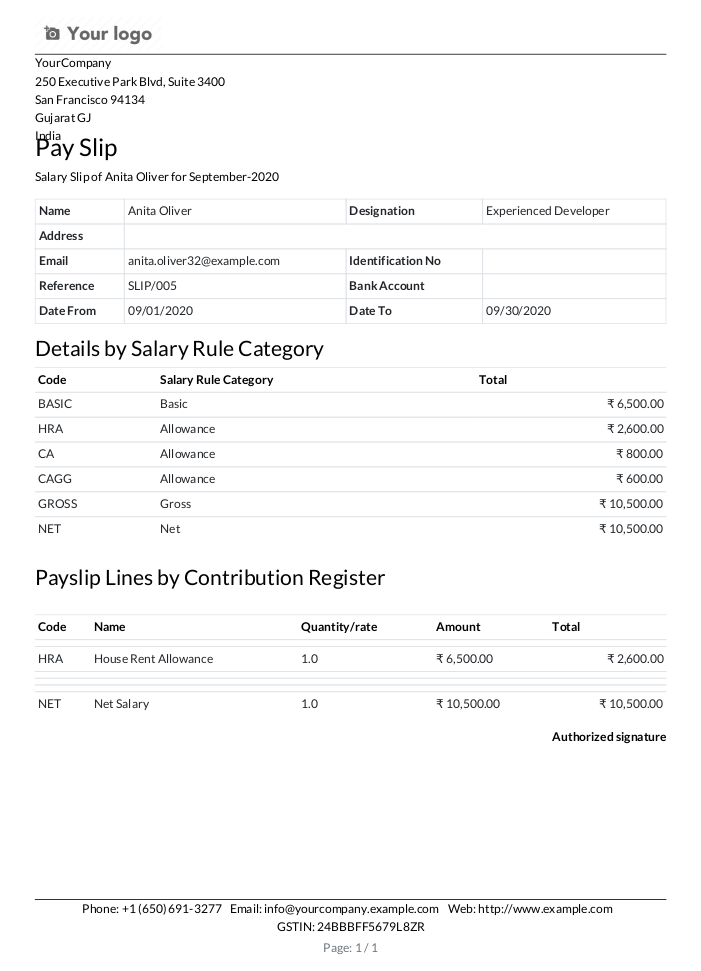 Your logo
YourCompany
250 Executive Park Blvd, Suite 3400
San Francisco 94134
Gujarat GJ
India
Pay Slip
Salary Slip of Anita Oliver for September-2020
Name Anita Oliver Designation Experienced Developer
Address
Email anita.oliver32@example.com Identification No
Reference SLIP/005 Bank Account
Date From 09/01/2020 Date To 09/30/2020
Details by Salary Rule Category
Code Salary Rule Category Total
BASIC Basic ₹ 6,500.00
HRA Allowance ₹ 2,600.00
CA Allowance ₹ 800.00
CAGG Allowance ₹ 600.00
GROSS Gross ₹ 10,500.00
NET Net ₹ 10,500.00
Payslip Lines by Contribution Register
Code Name Quantity/rate Amount Total
HRA House Rent Allowance 1.0 ₹ 6,500.00 ₹ 2,600.00
NET Net Salary 1.0 ₹ 10,500.00 ₹ 10,500.00
Authorized signature
Phone: +1 (650) 691-3277 Email: info@yourcompany.example.com Web: http://www.example.com
GSTIN: 24BBBFF5679L8ZR
Page: 1 / 1